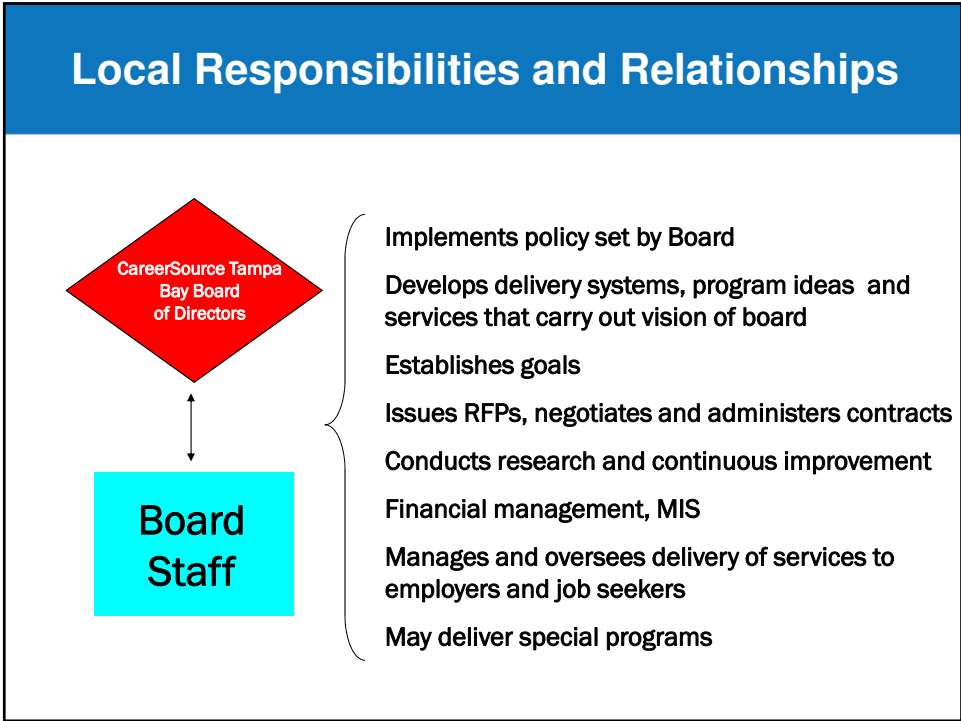 Local Responsibilities and Relationships
CareerSource Tampa
Bay Board
of Directors
Board
Staff
Implements policy set by Board
Develops delivery systems, program ideas  and
services that carry out vision of board
Establishes goals
Issues RFPs, negotiates and administers contracts
Conducts research and continuous improvement
Financial management, MIS
Manages and oversees delivery of services to
employers and job seekers
May deliver special programs